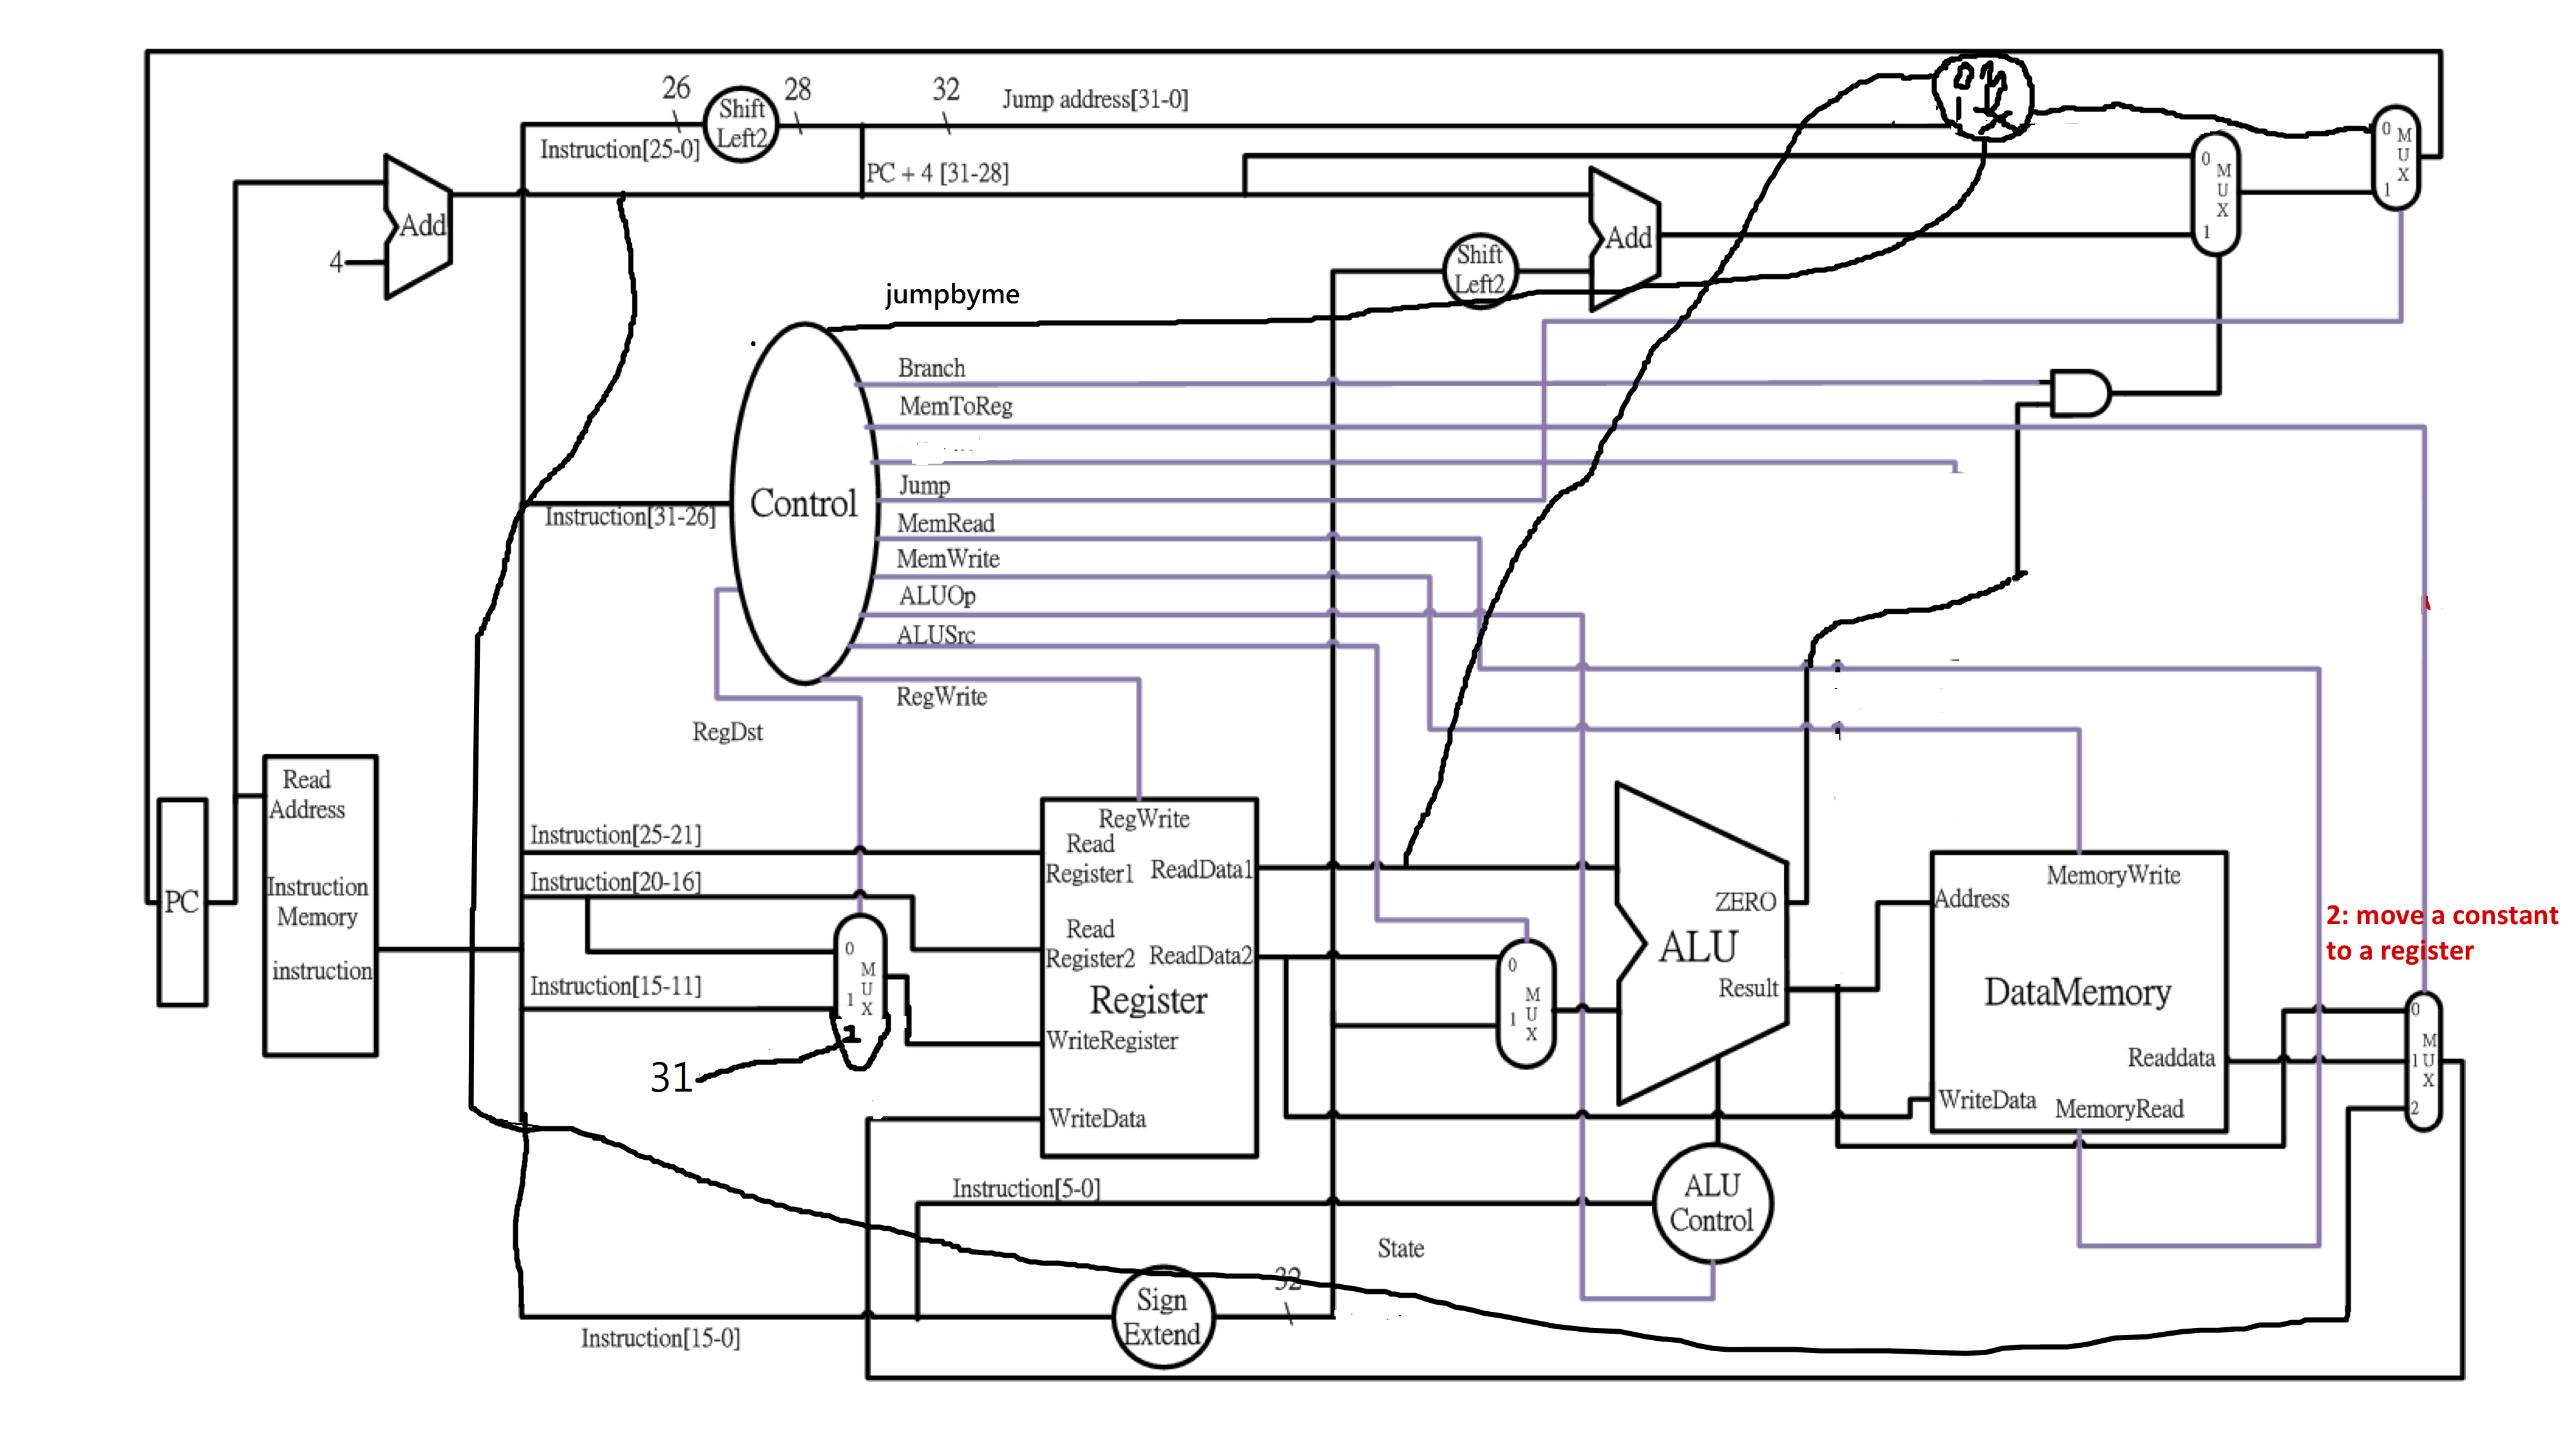 26
28
32
Jump address[31-0]
Shift
Left2
Instruction[25-0]
PC + 4 [31-28]
0
1
0
M
U
X
1
0
M
U
X
1
Add
4
Shift
Left2
Add
jumpbyme
Branch
MemToReg
Jump
Control
Instruction[31-26]
MemRead
MemWrite
ALUOp
ALUSrc
RegWrite
RegDst
Read
Address
Instruction
Memory
instruction
PC
Instruction[25-21]
Instruction[20-16]
Instruction[15-11]
0
M
U
1
X
1
31
RegWrite
Read
Register1
ReadData1
Read
Register2
ReadData2
Register
WriteRegister
WriteData
0
M
1
U
X
ZERO
ALU
Result
MemoryWrite
Address
DataMemory
Readdata
WriteData
MemoryRead
2: move a constant
to a register
0
M
1
U
X
2
Instruction[5-0]
ALU
Control
State
32
Sign
Extend
Instruction[15-0]